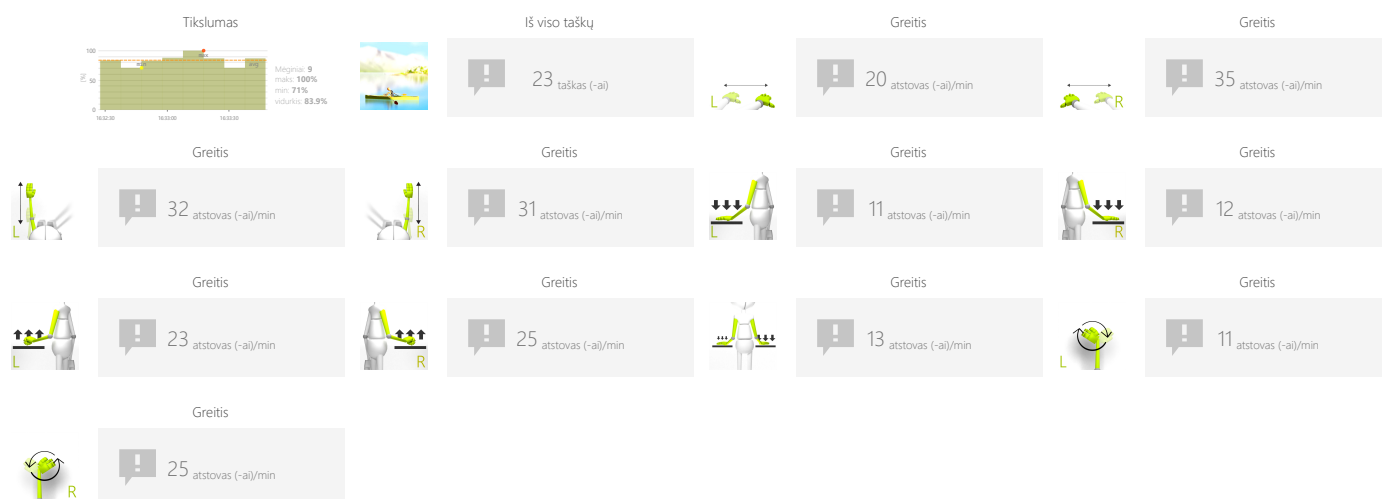 Tikslumas
100
50
0
(%)
max
min
avg
16:32:30
16:33:00
16:33:30
Mėginiai: 9
maks: 100%
min: 71%
vidurkis: 83.9%
Iš viso taškų
23 taškas (-ai)
Greitis
L
20 atstovas (-ai)/min
Greitis
R
35 atstovas (-ai)/min
Greitis
L
32 atstovas (-ai)/min
Greitis
R
31 atstovas (-ai)/min
Greitis
L
11 atstovas (-ai)/min
Greitis
R
12 atstovas (-ai)/min
Greitis
L
23 atstovas (-ai)/min
Greitis
R
25 atstovas (-ai)/min
Greitis
13 atstovas (-ai)/min
Greitis
L
11 atstovas (-ai)/min
Greitis
R
25 atstovas (-ai)/min